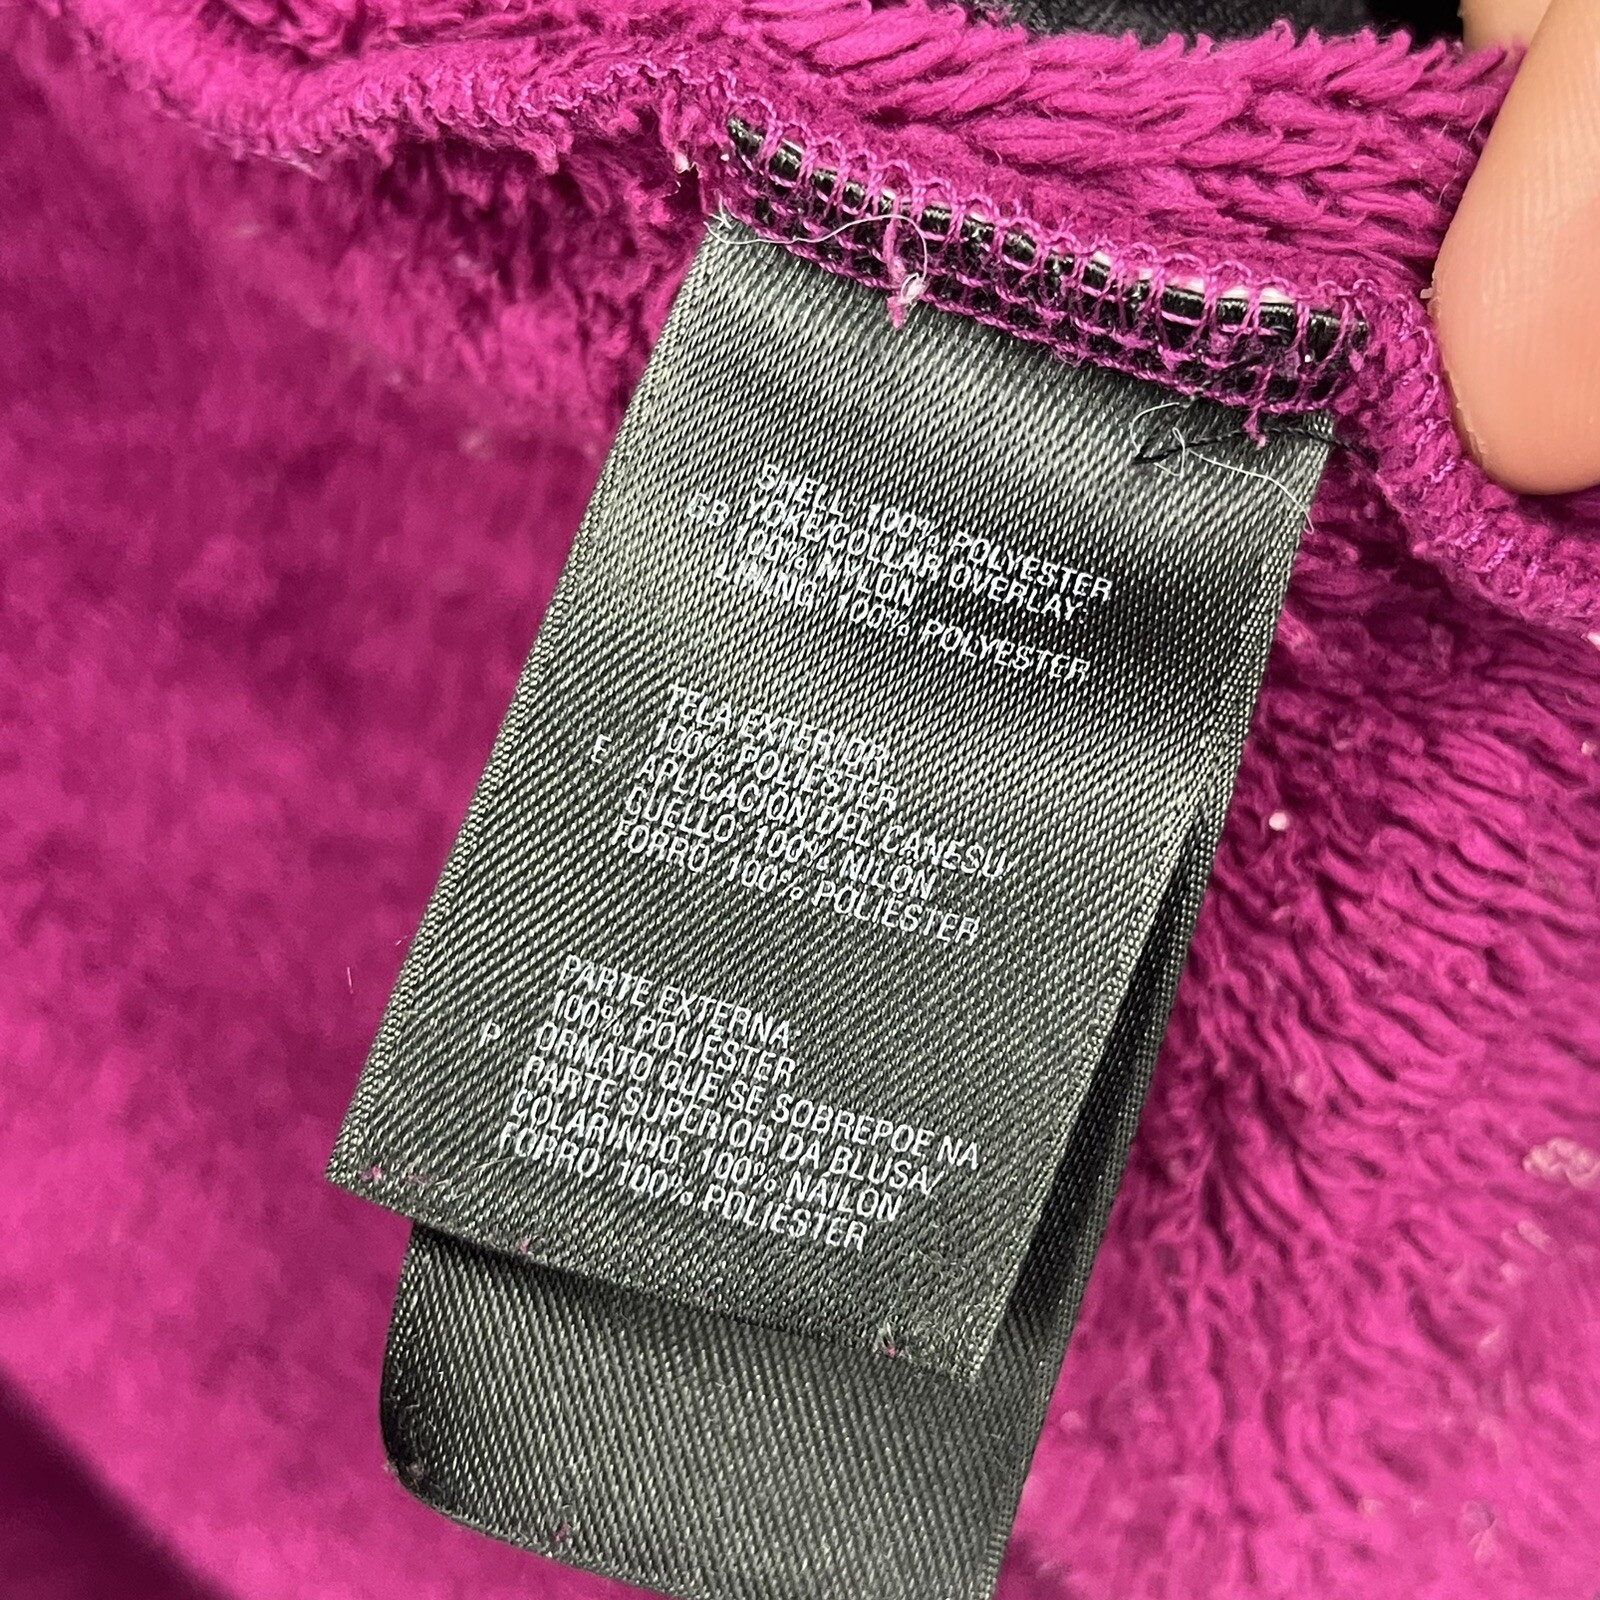 SHELL, 100% POLYESTER
GB YOKE/COLLAR OVERLAY,
100% NYLON
LINING, 100% POLYESTER
TELA EXTERIOR,
100% POLIESTER
E APLICACION DEL CANESU/
CUELLO, 100% NILON
FORRO, 100% POLIESTER
PARTE EXTERNA,
100% POLIESTER
P ORNATO QUE SE SOBREPOE NA
PARTE SUPERIOR DA BLUSA/
COLARINHO, 100% NAILON
FORRO, 100% POLIESTER